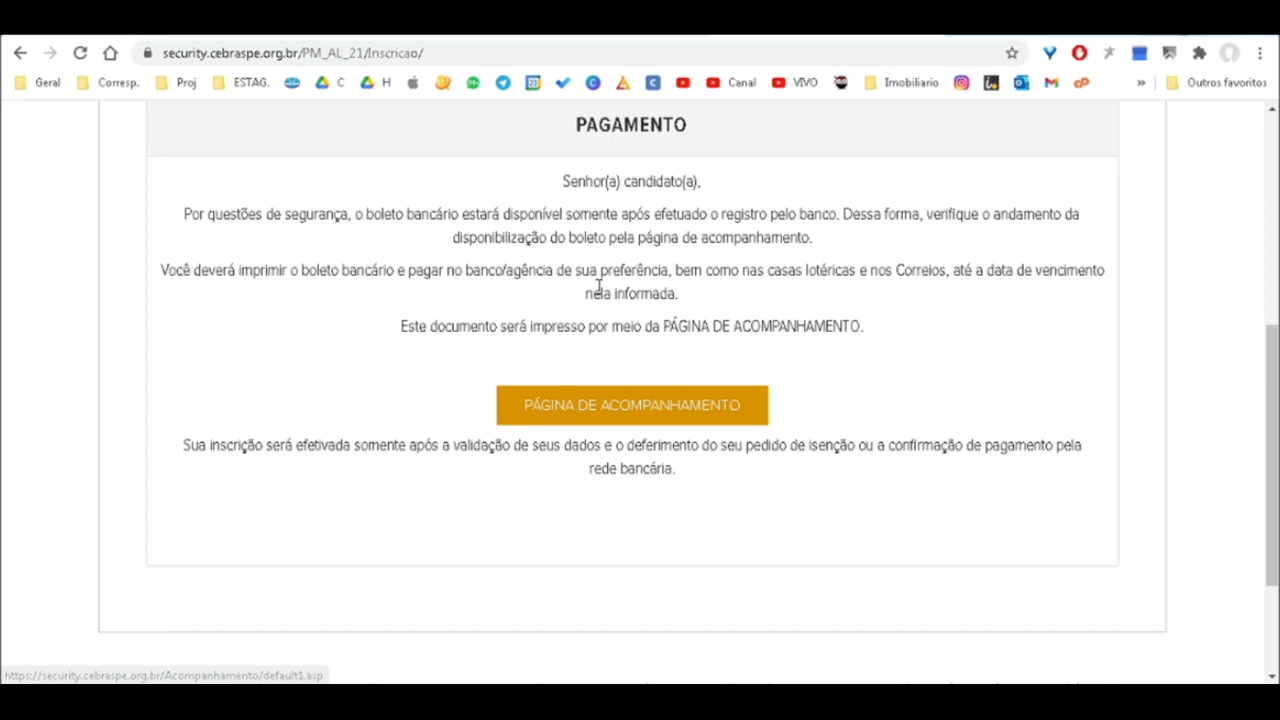 security.cebraspe.org.br/PM_AL_21/Inscricao/
Geral Corresp. Proj ESTAG. C H Canal VIVO Imobiliario » Outros favoritos
PAGAMENTO
Senhor(a) candidato(a),
Por questões de segurança, o boleto bancário estará disponível somente após efetuado o registro pelo banco. Dessa forma, verifique o andamento da
disponibilização do boleto pela página de acompanhamento.
Você deverá imprimir o boleto bancário e pagar no banco/agência de sua preferência, bem como nas casas lotéricas e nos Correios, até a data de vencimento
nela informada.
Este documento será impresso por meio da PÁGINA DE ACOMPANHAMENTO.
PÁGINA DE ACOMPANHAMENTO
Sua inscrição será efetivada somente após a validação de seus dados e o deferimento do seu pedido de isenção ou a confirmação de pagamento pela
rede bancária.
https://security.cebraspe.org.br/Acompanhamento/default1.asp